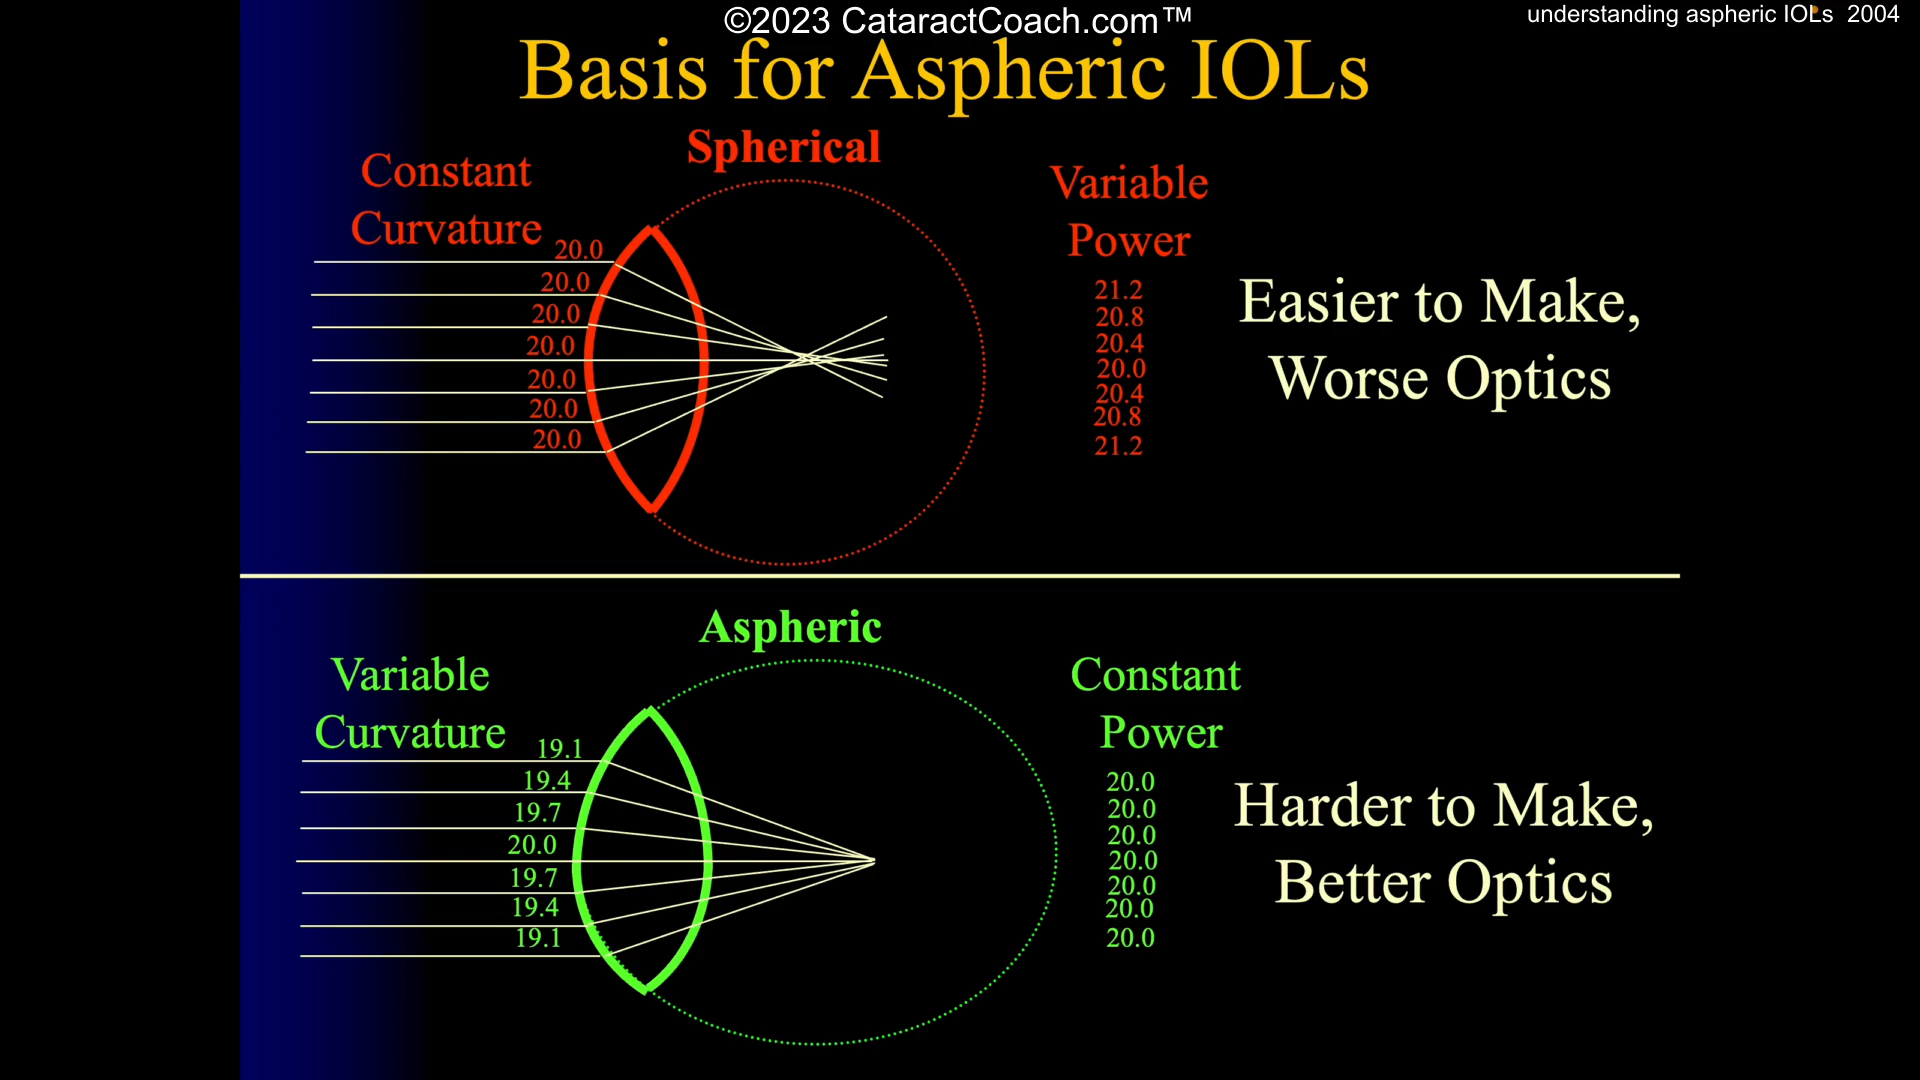 ©2023 CataractCoach.com™
understanding aspheric IOLs 2004
Basis for Aspheric IOLs
Spherical
Constant
Curvature
20.0
20.0
20.0
20.0
20.0
20.0
20.0
Variable
Power
21.2
20.8
20.4
20.0
20.4
20.8
21.2
Easier to Make,
Worse Optics
Aspheric
Variable
Curvature
19.1
19.4
19.7
20.0
19.7
19.4
19.1
Constant
Power
20.0
20.0
20.0
20.0
20.0
20.0
20.0
Harder to Make,
Better Optics